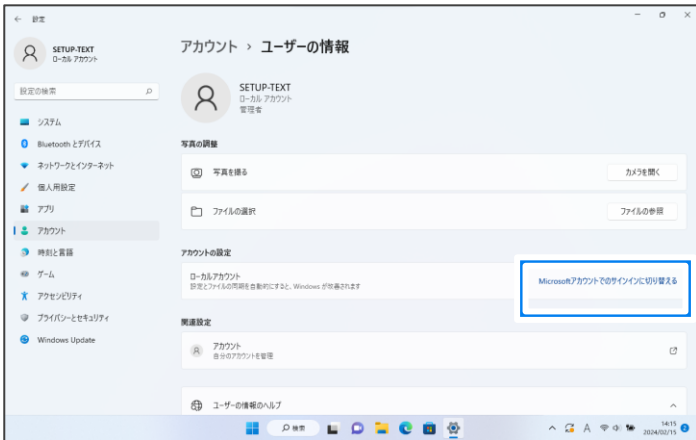 設定
SETUP-TEXT
ローカル アカウント
設定の検索
システム
Bluetooth とデバイス
ネットワークとインターネット
個人用設定
アプリ
アカウント
時刻と言語
ゲーム
アクセシビリティ
プライバシーとセキュリティ
Windows Update
アカウント › ユーザーの情報
SETUP-TEXT
ローカル アカウント
管理者
写真の調整
写真を撮る
カメラを開く
ファイルの選択
ファイルの参照
アカウントの設定
ローカルアカウント
設定とファイルの同期を自動的にすると、Windows が改善されます
Microsoftアカウントでのサインインに切り替える
関連設定
アカウント
自分のアカウントを管理
ユーザーの情報のヘルプ
検索
A
14:15
2024/02/15